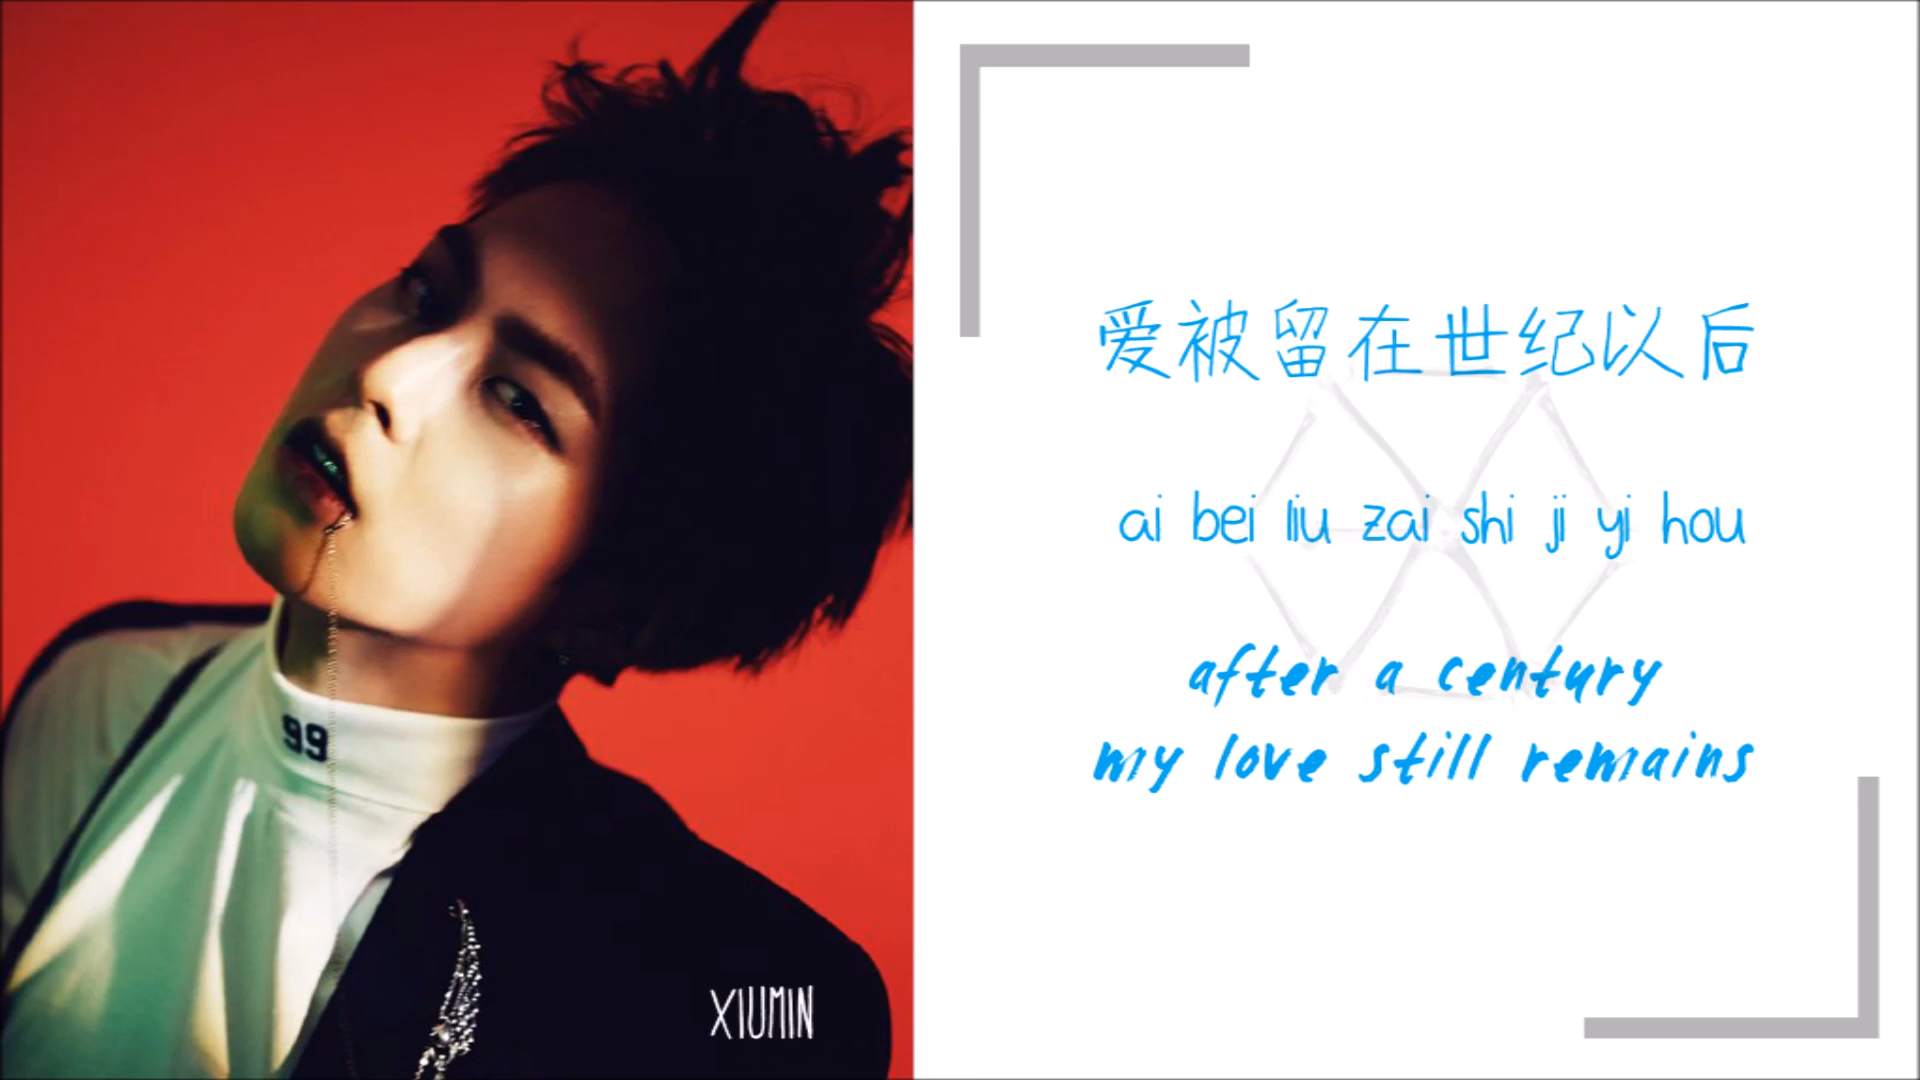 爱被留在世纪以后
ai bei liu zai shi ji yi hou
after a century
my love still remains
99
XIUMIN